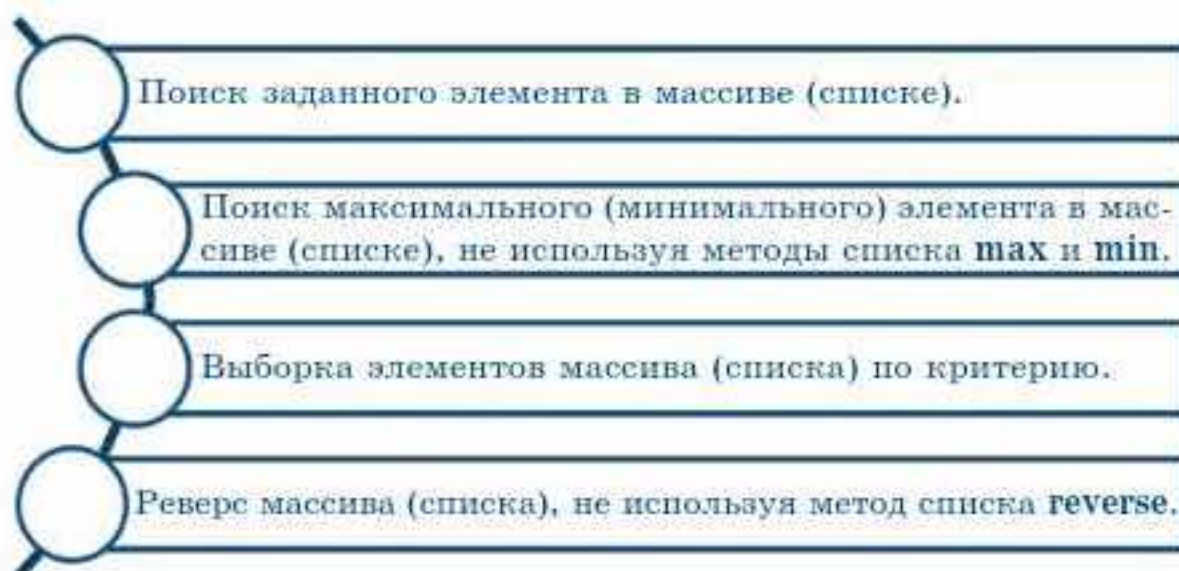 Поиск заданного элемента в массиве (списке).
Поиск максимального (минимального) элемента в мас-
сиве (списке), не используя методы списка max и min.
Выборка элементов массива (списка) по критерию.
Реверс массива (списка), не используя метод списка reverse.